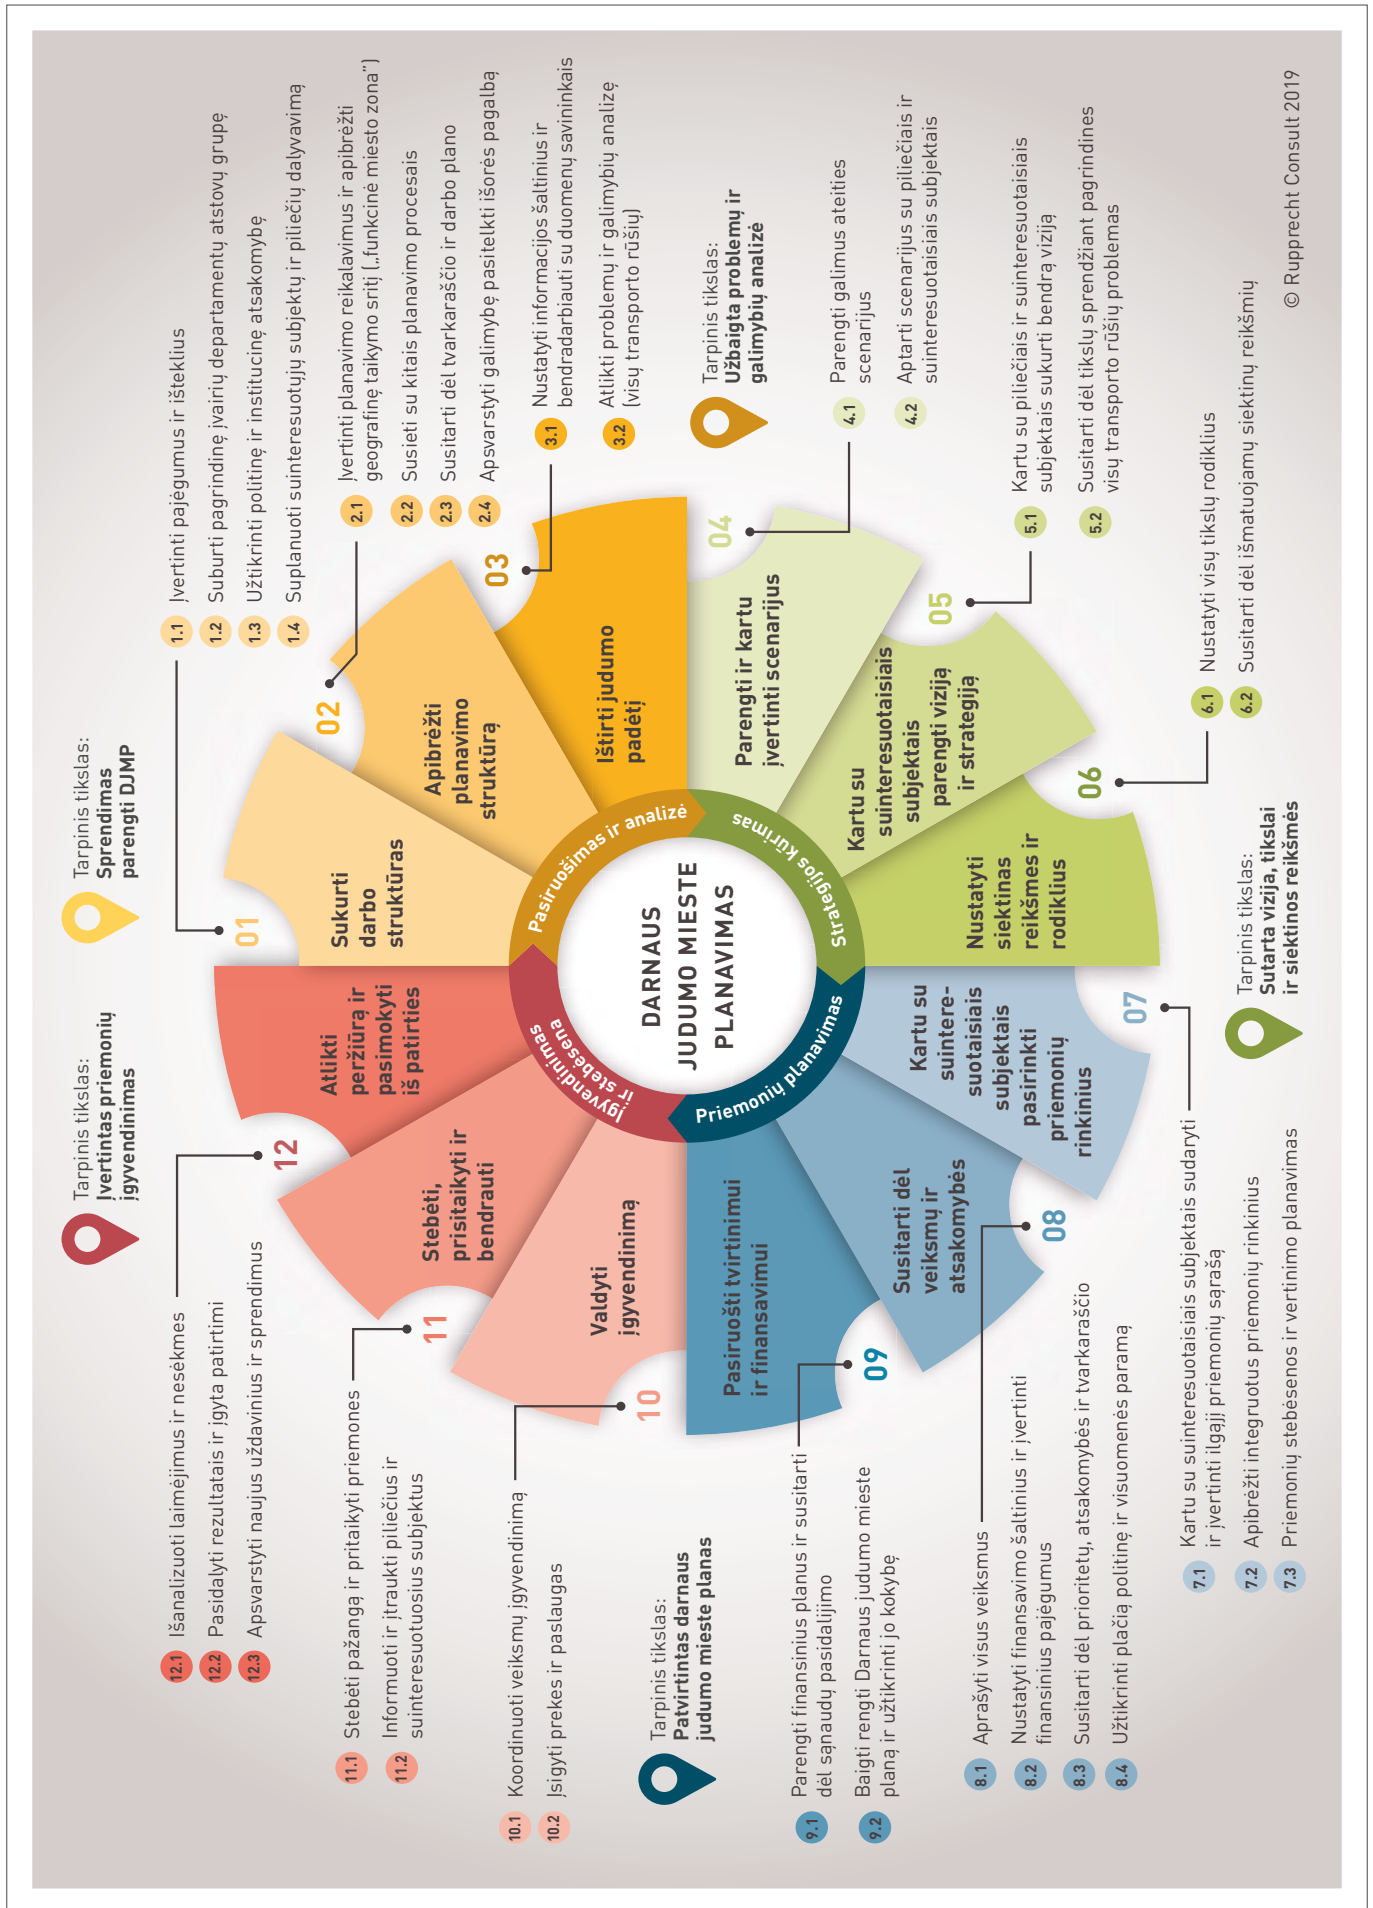 DARNAUS
JUDUMO MIESTE
PLANAVIMAS
Pasiruošimas ir analizė
Strategijos kūrimas
Priemonių planavimas
Įgyvendinimas
ir stebėsena
Tarpinis tikslas:
Sprendimas
parengti DJMP
01
Sukurti
darbo
struktūras
1.1 Įvertinti pajėgumus ir išteklius
1.2 Suburti pagrindinę įvairių departamentų atstovų grupę
1.3 Užtikrinti politinę ir institucinę atsakomybę
1.4 Suplanuoti suinteresuotųjų subjektų ir piliečių dalyvavimą
02
Apibrėžti
planavimo
struktūrą
2.1 Įvertinti planavimo reikalavimus ir apibrėžti
geografinę taikymo sritį („funkcinė miesto zona")
2.2 Susieti su kitais planavimo procesais
2.3 Susitarti dėl tvarkaraščio ir darbo plano
2.4 Apsvarstyti galimybę pasitelkti išorės pagalbą
03
Ištirti judumo
padėtį
3.1 Nustatyti informacijos šaltinius ir
bendradarbiauti su duomenų savininkais
3.2 Atlikti problemų ir galimybių analizę
(visų transporto rūšių)
Tarpinis tikslas:
Užbaigta problemų ir
galimybių analizė
04
Parengti ir kartu
įvertinti scenarijus
4.1 Parengti galimus ateities
scenarijus
4.2 Aptarti scenarijus su piliečiais ir
suinteresuotaisiais subjektais
05
Kartu su
suinteresuotaisiais
subjektais
parengti viziją
ir strategiją
5.1 Kartu su piliečiais ir suinteresuotaisiais
subjektais sukurti bendrą viziją
5.2 Susitarti dėl tikslų sprendžiant pagrindines
visų transporto rūšių problemas
06
Nustatyti
siektinas
reikšmes ir
rodiklius
6.1 Nustatyti visų tikslų rodiklius
6.2 Susitarti dėl išmatuojamų siektinų reikšmių
Tarpinis tikslas:
Sutarta vizija, tikslai
ir siektinos reikšmės
07
Kartu su
suintere-
suotaisiais
subjektais
pasirinkti
priemonių
rinkinius
7.1 Kartu su suinteresuotaisiais subjektais sudaryti
ir įvertinti ilgąjį priemonių sąrašą
7.2 Apibrėžti integruotus priemonių rinkinius
7.3 Priemonių stebėsenos ir vertinimo planavimas
08
Susitarti dėl
veiksmų ir
atsakomybės
8.1 Aprašyti visus veiksmus
8.2 Nustatyti finansavimo šaltinius ir įvertinti
finansinius pajėgumus
8.3 Susitarti dėl prioritetų, atsakomybės ir tvarkaraščio
8.4 Užtikrinti plačią politinę ir visuomenės paramą
09
Pasiruošti tvirtinimui
ir finansavimui
9.1 Parengti finansinius planus ir susitarti
dėl sąnaudų pasidalijimo
9.2 Baigti rengti Darnaus judumo mieste
planą ir užtikrinti jo kokybę
Tarpinis tikslas:
Patvirtintas darnaus
judumo mieste planas
10
Valdyti
įgyvendinimą
10.1 Koordinuoti veiksmų įgyvendinimą
10.2 Įsigyti prekes ir paslaugas
11
Stebėti,
prisitaikyti ir
bendrauti
11.1 Stebėti pažangą ir pritaikyti priemones
11.2 Informuoti ir įtraukti piliečius ir
suinteresuotuosius subjektus
12
Atlikti
peržiūrą ir
pasimokyti
iš patirties
12.1 Išanalizuoti laimėjimus ir nesėkmes
12.2 Pasidalyti rezultatais ir įgyta patirtimi
12.3 Apsvarstyti naujus uždavinius ir sprendimus
Tarpinis tikslas:
Įvertintas priemonių
įgyvendinimas
© Rupprecht Consult 2019